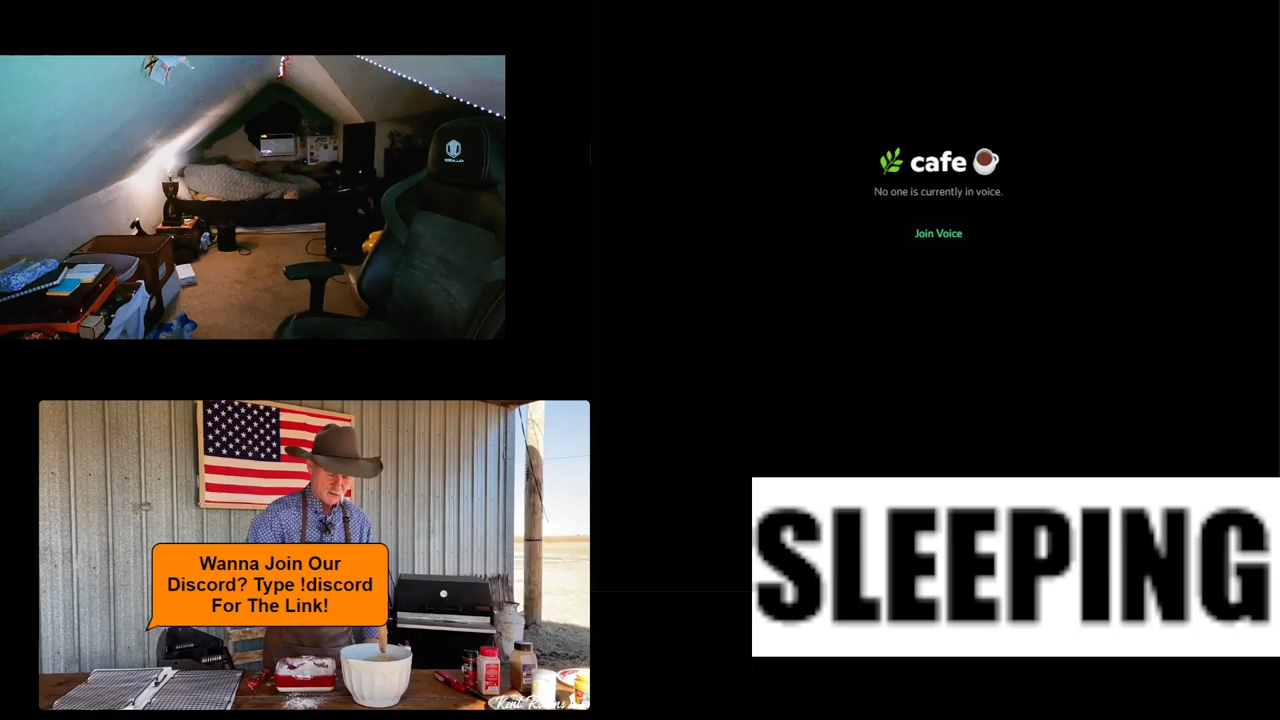 🌿 cafe ☕
No one is currently in voice.
Join Voice
Wanna Join Our
Discord? Type !discord
For The Link!
SLEEPING